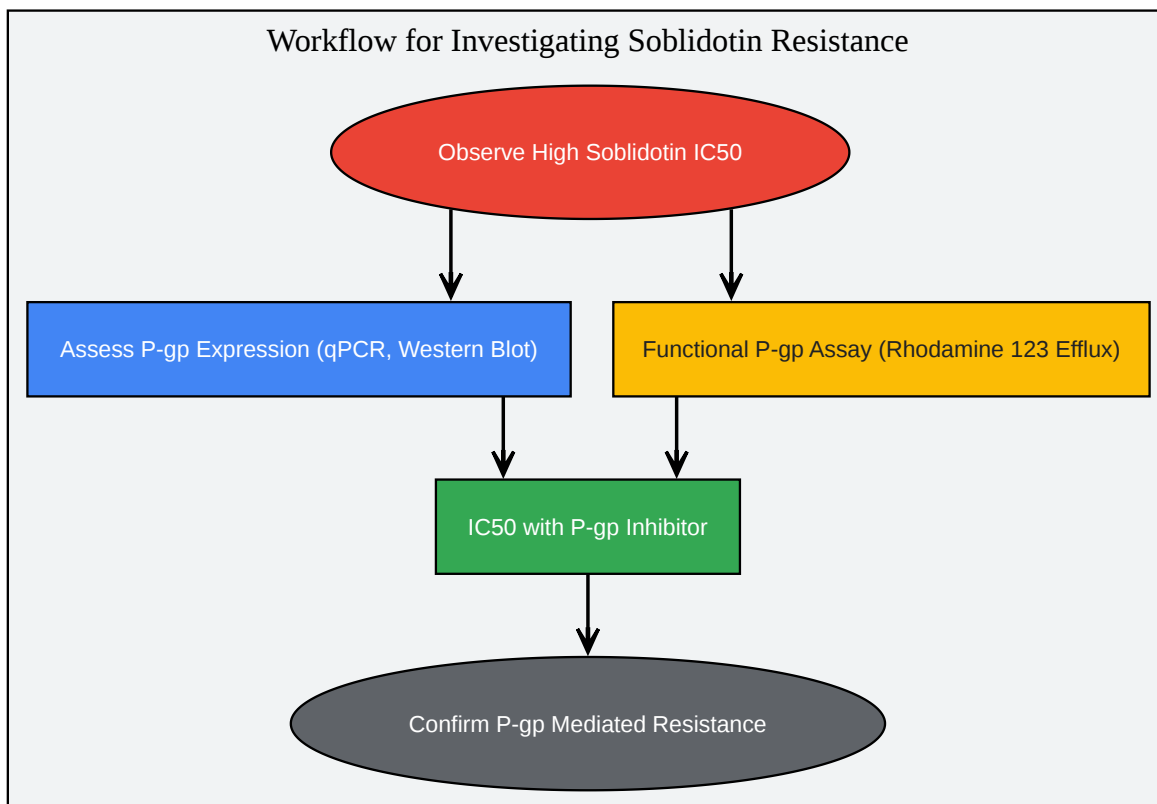 Workflow for Investigating Soblidotin Resistance
Observe High Soblidotin IC50
Assess P-gp Expression (qPCR, Western Blot)
Functional P-gp Assay (Rhodamine 123 Efflux)
IC50 with P-gp Inhibitor
Confirm P-gp Mediated Resistance